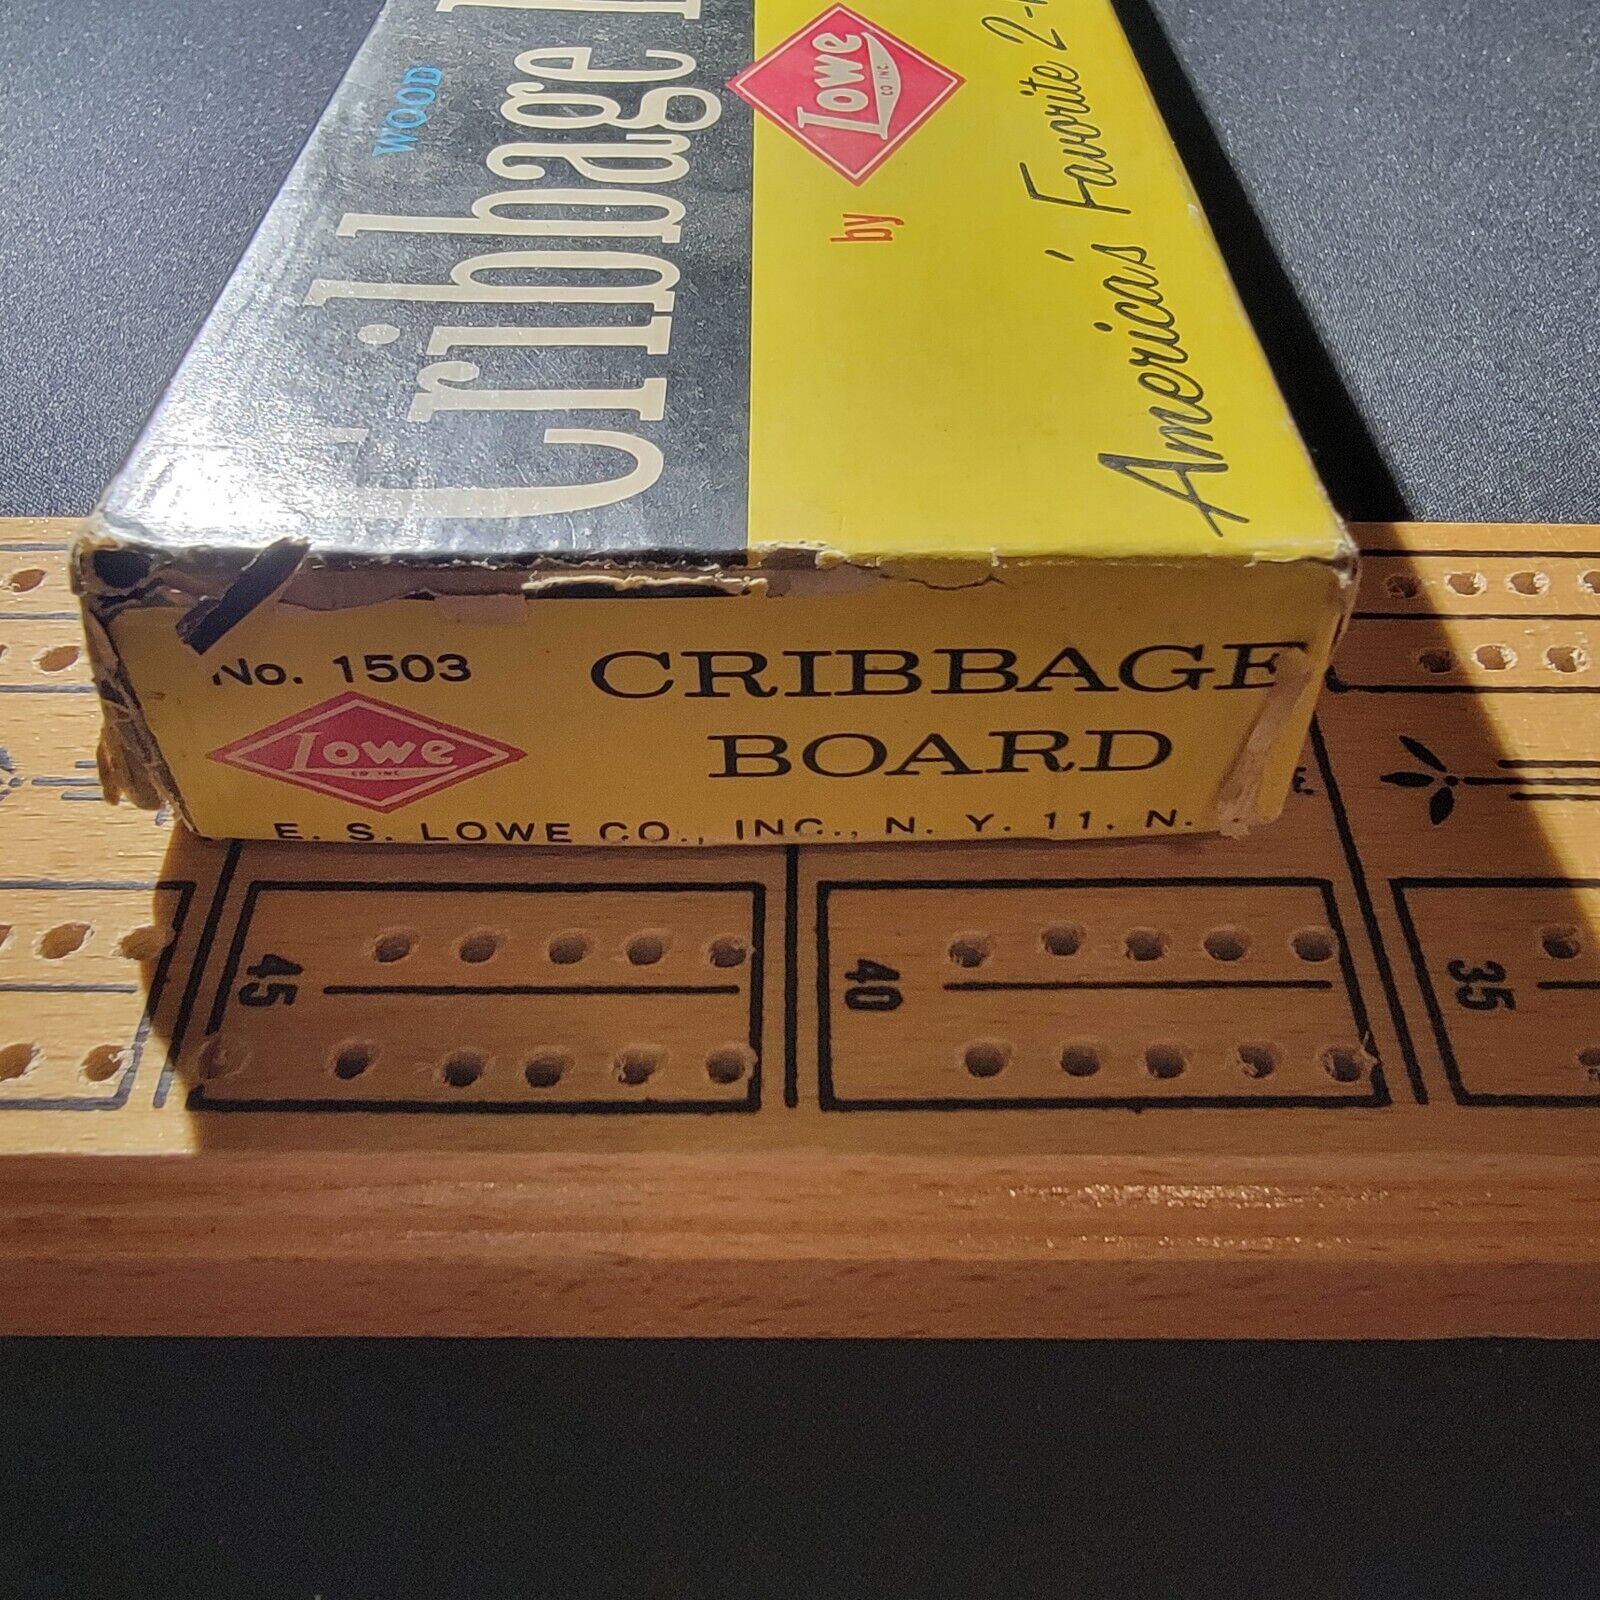 WOOD
Cribbage
by
Lowe
CO INC.
America's Favorite 2-
No. 1503
Lowe
CO INC
CRIBBAGE
BOARD
E. S. LOWE CO., INC., N. Y. 11, N.
45
40
35